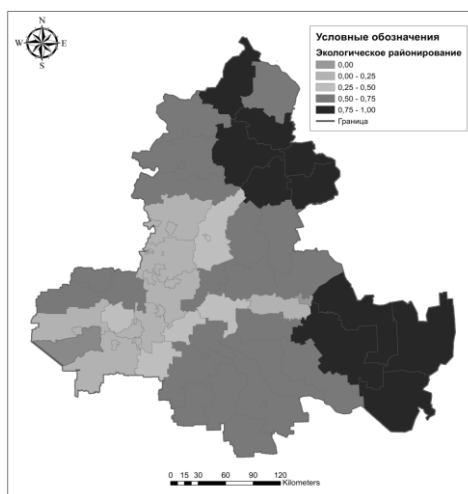 N
W E
S
Условные обозначения
Экологическое районирование
0,00
0,00 - 0,25
0,25 - 0,50
0,50 - 0,75
0,75 - 1,00
Граница
0 15 30 60 90 120
Kilometers